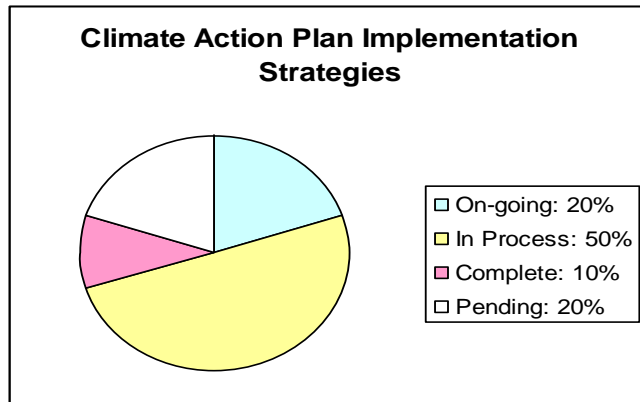 Climate Action Plan Implementation
Strategies
On-going: 20%
In Process: 50%
Complete: 10%
Pending: 20%